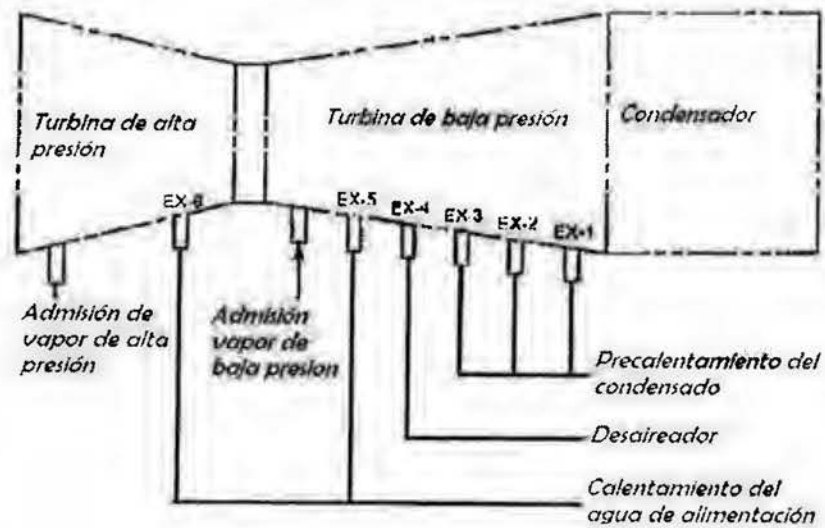 Turbina de alta
presión
Turbina de baja presión
Condensador
EX-6
EX-5
EX-4
EX-3
EX-2
EX-1
Admisión de
vapor de alta
presión
Admisión
vapor de
baja presion
Precalentamiento del
condensado
Desaireador
Calentamiento del
agua de alimentación